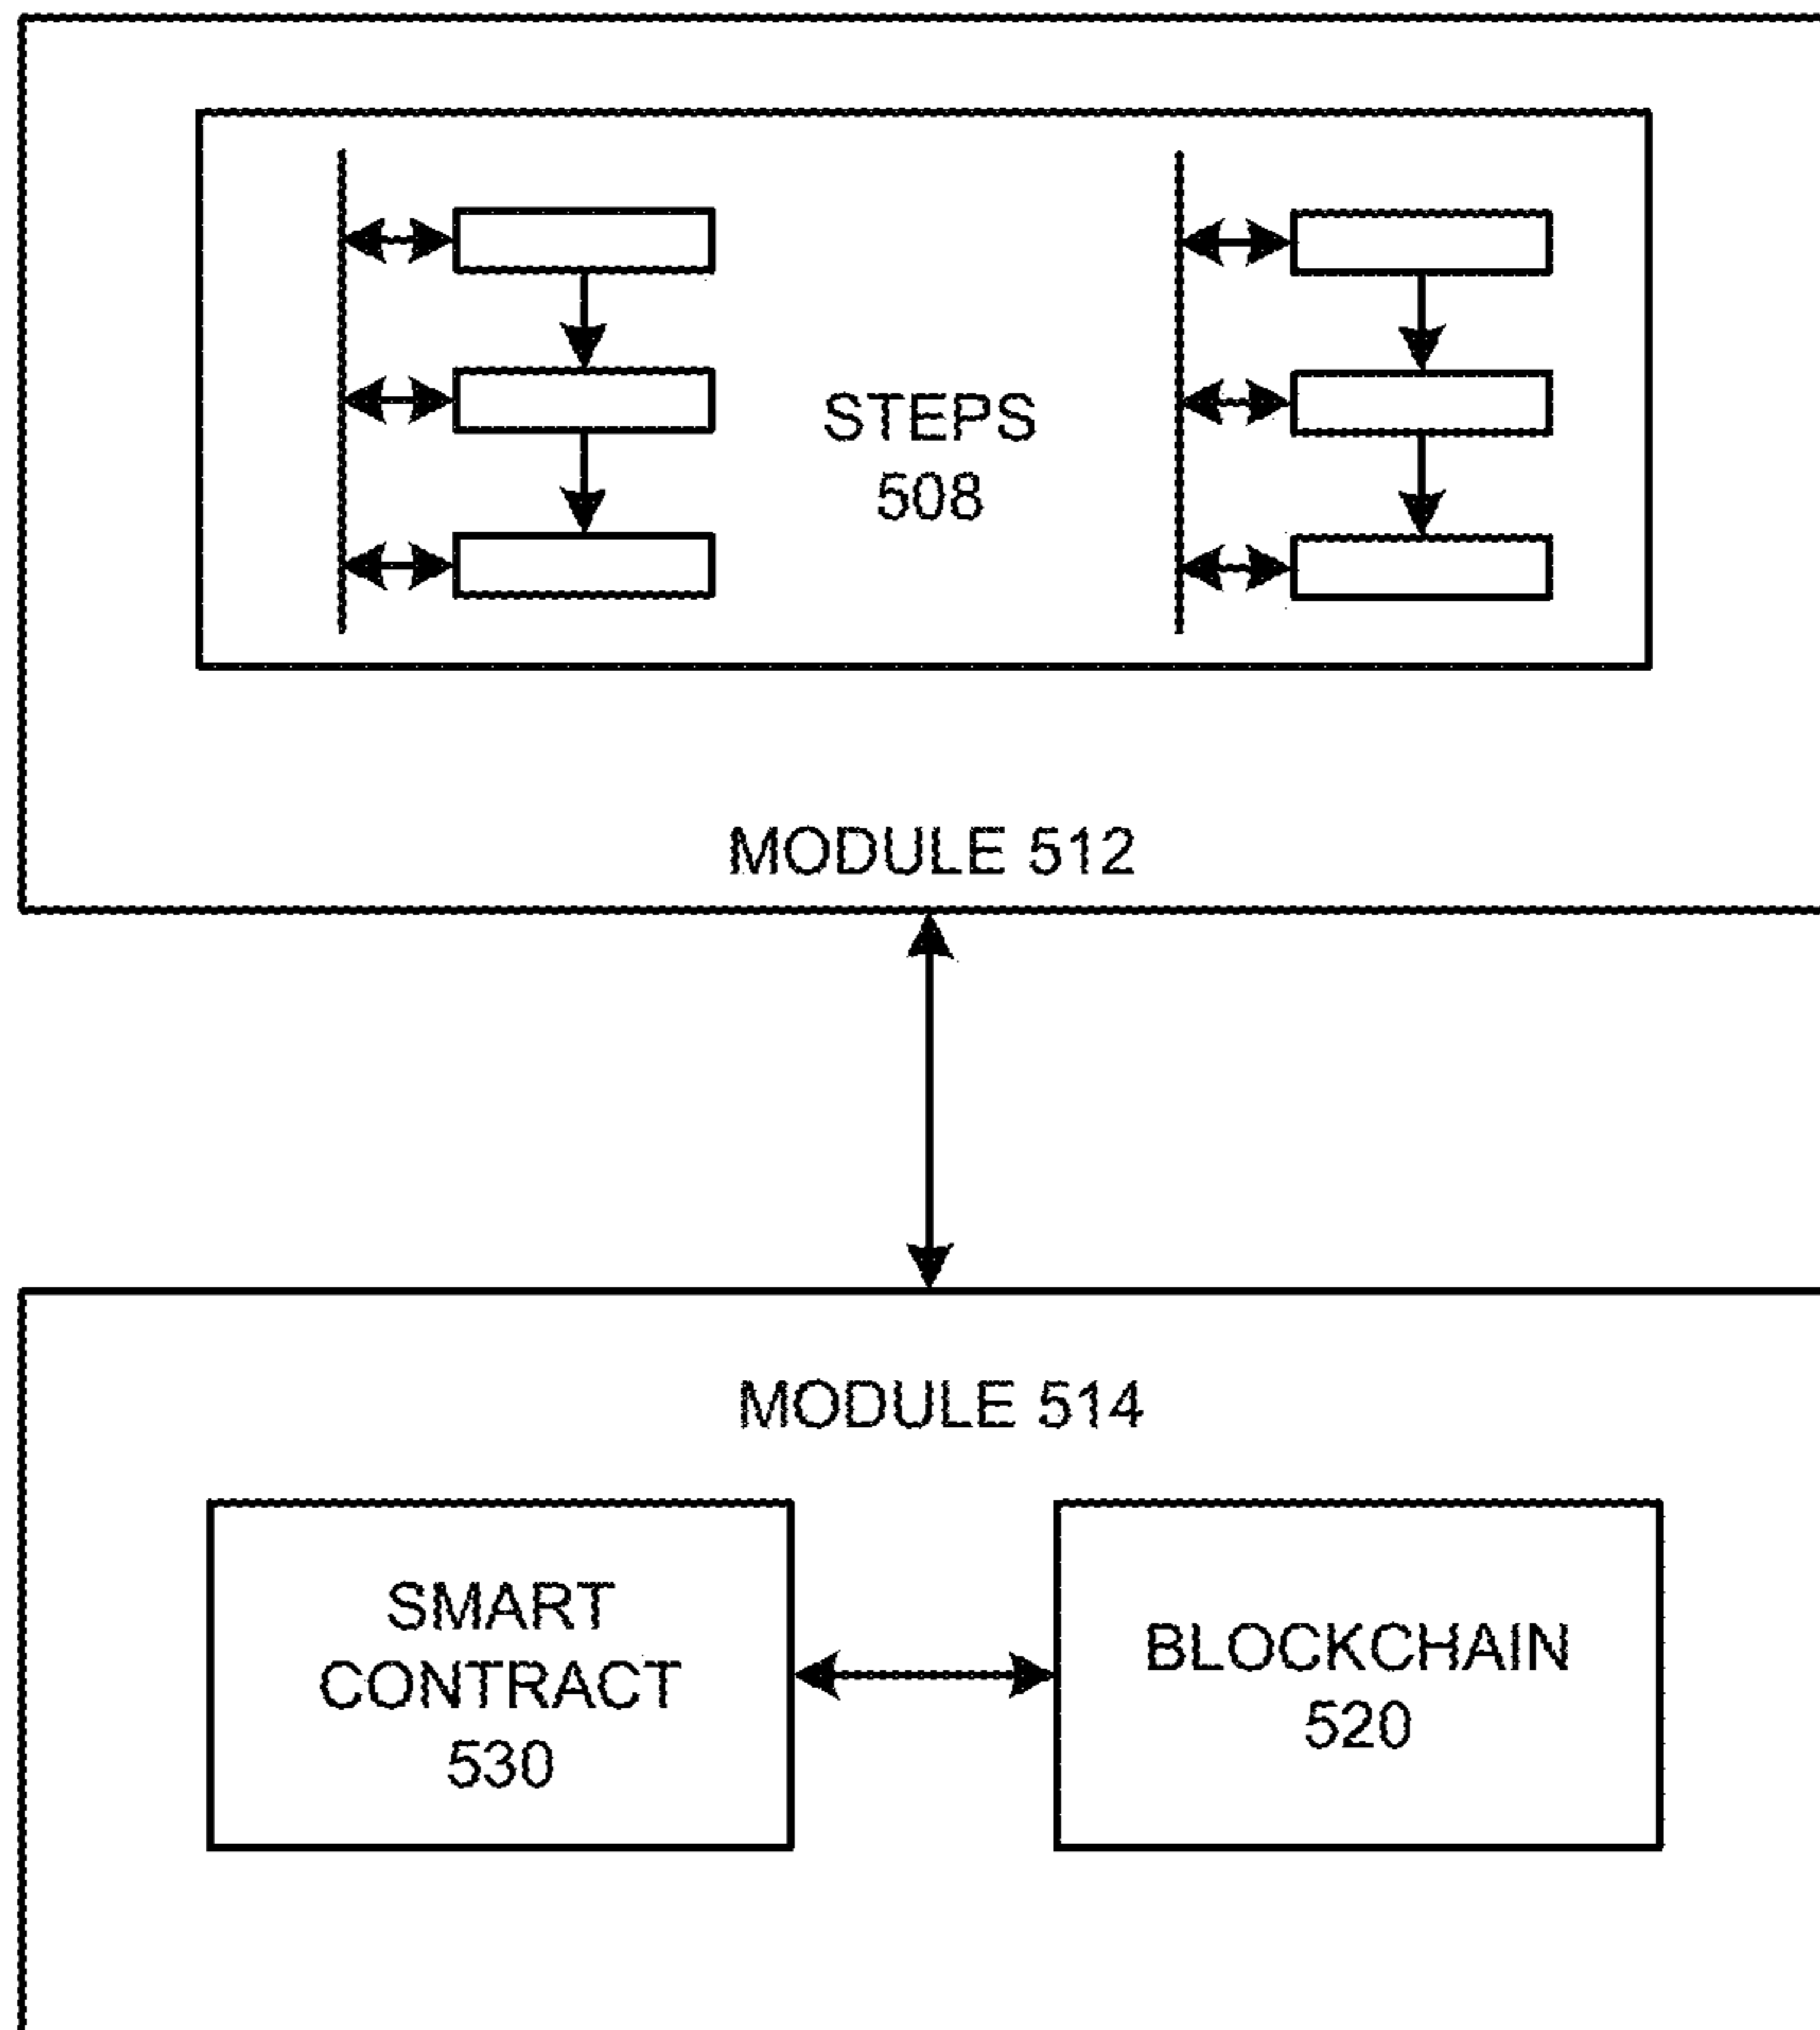 STEPS
508
MODULE 512
MODULE 514
SMART
CONTRACT
530
BLOCKCHAIN
520